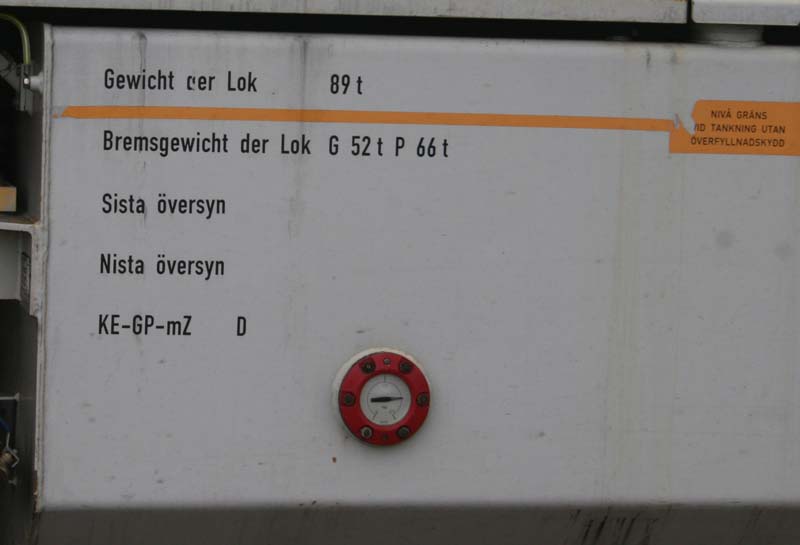 Gewicht der Lok 89 t
NIVÅ GRÄNS
VID TANKNING UTAN
ÖVERFYLLNADSKYDD
Bremsgewicht der Lok G 52 t P 66 t
Sista översyn
Nista översyn
KE-GP-mZ D